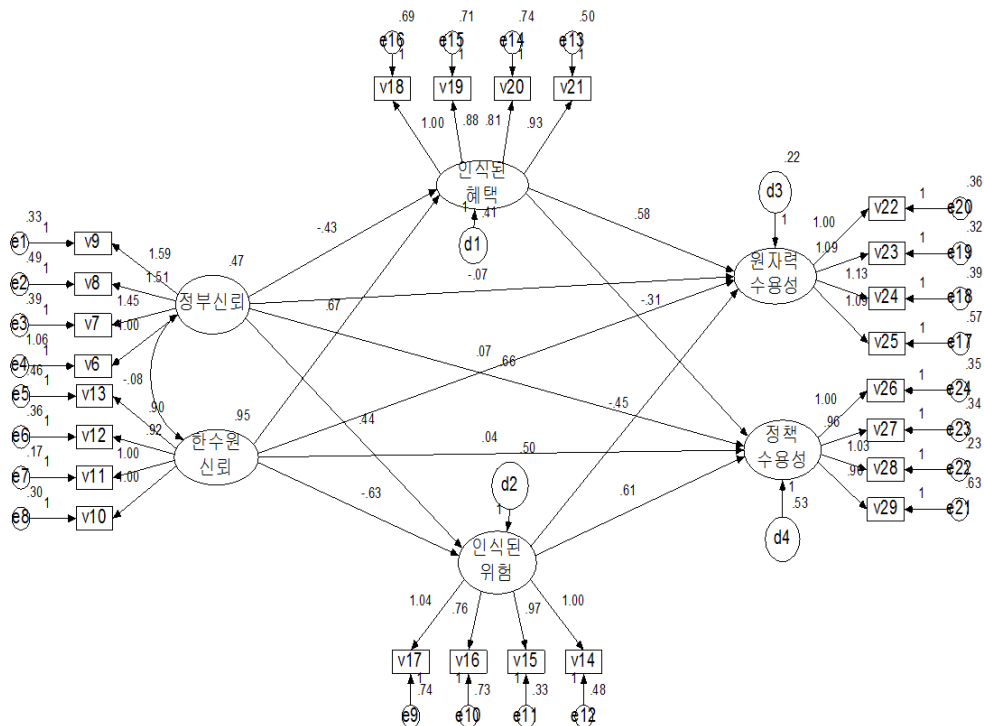 .69 .71 .74 .50
e16 e15 e14 e13
1 1 1 1
v18 v19 v20 v21
1.00 .88 .81 .93
인식된
혜택
1 .41
d1
.22
d3
1
.58
-.43
.47
-.07
.67
-.31
원자력
수용성
.33
e1 1 v9
.49
e2 1 v8
.39
e3 1 v7
1.06
e4 1 v6
1.59
1.51
1.45
1.00
정부신뢰
-.08
.46
e5 1 v13
.36
e6 1 v12
.17
e7 1 v11
.30
e8 1 v10
.90
.92
1.00
1.00
.95
한수원
신뢰
.07
.66
.44
-.45
.04
.50
-.63
.61
d2
1
인식된
위험
1.04 .76 .97 1.00
v17 v16 v15 v14
1 1 1 1
.74 .73 .33 .48
e9 e10 e11 e12
1.00
1.09
1.13
1.09
.36
v22 1 e20
.32
v23 1 e19
.39
v24 1 e18
.57
v25 1 e17
정책
수용성
1.00
.96
1.03
.96
.35
v26 1 e24
.34
v27 1 e23
.23
v28 1 e22
.63
v29 1 e21
1
.53
d4